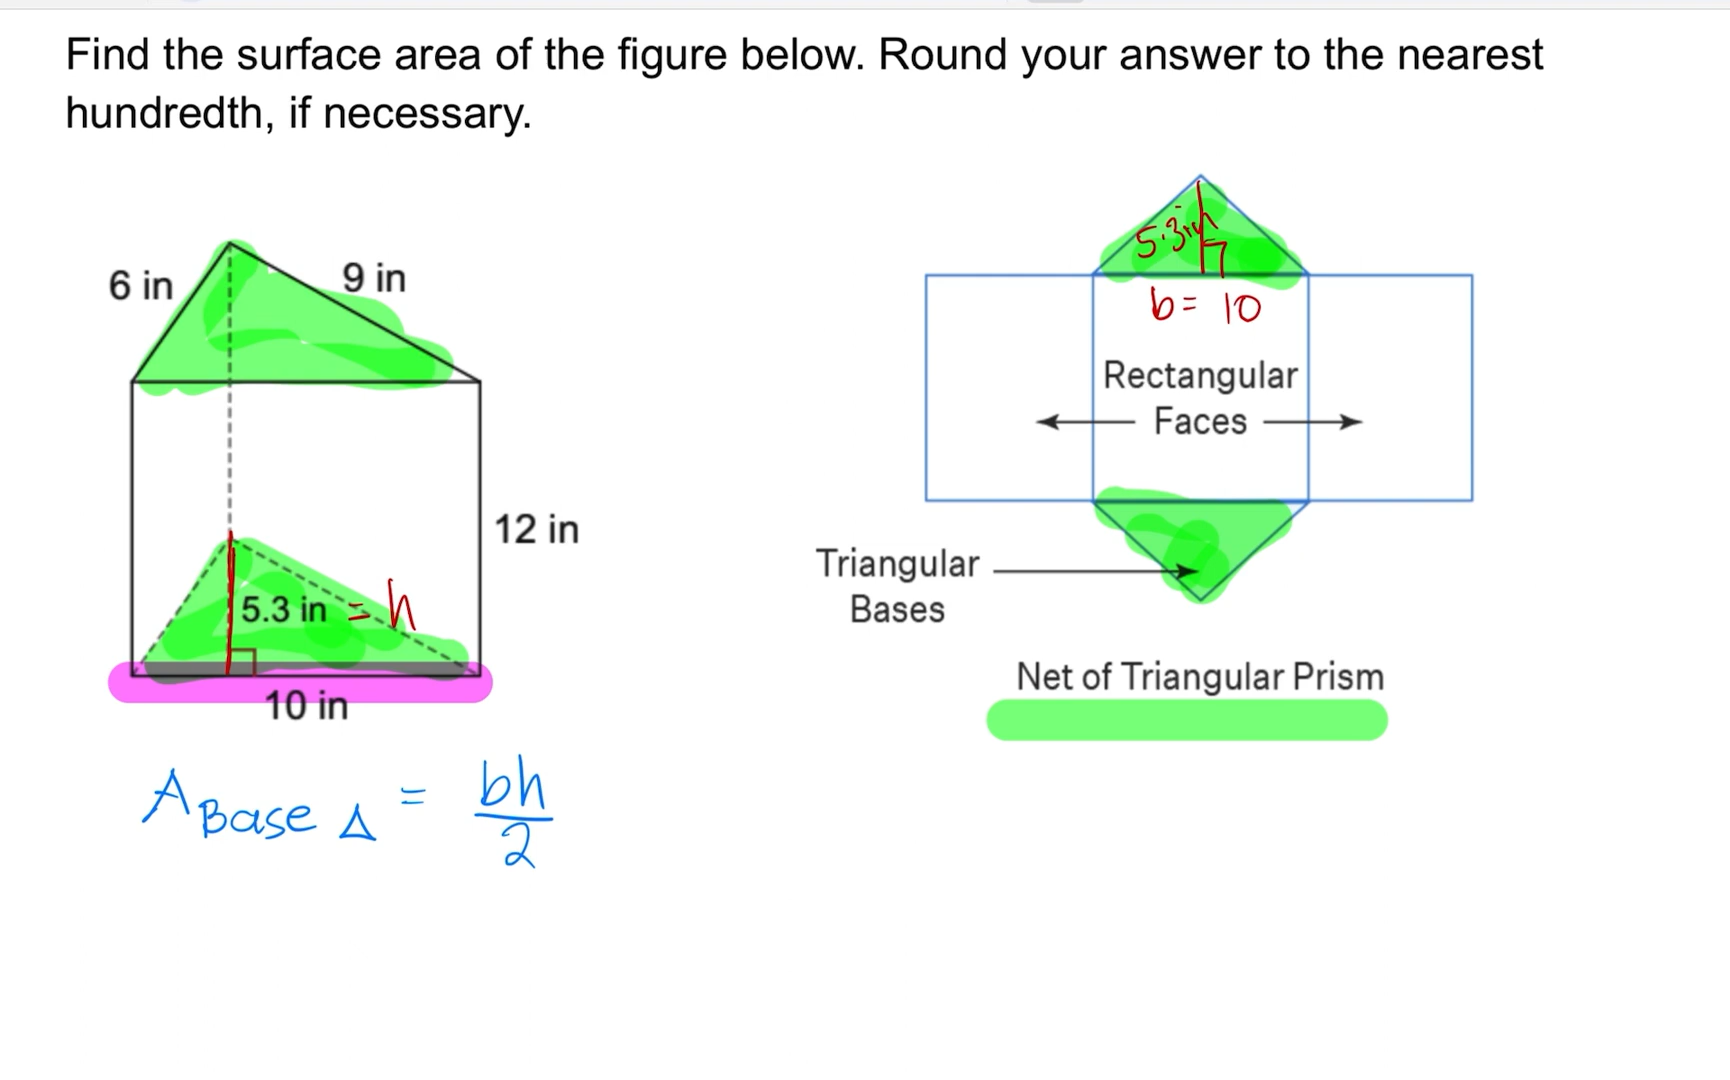 Find the surface area of the figure below. Round your answer to the nearest
hundredth, if necessary.
6 in
9 in
12 in
5.3 in = h
10 in
A Base Δ = bh
2
5.3in h
b = 10
Rectangular
Faces
Triangular
Bases
Net of Triangular Prism